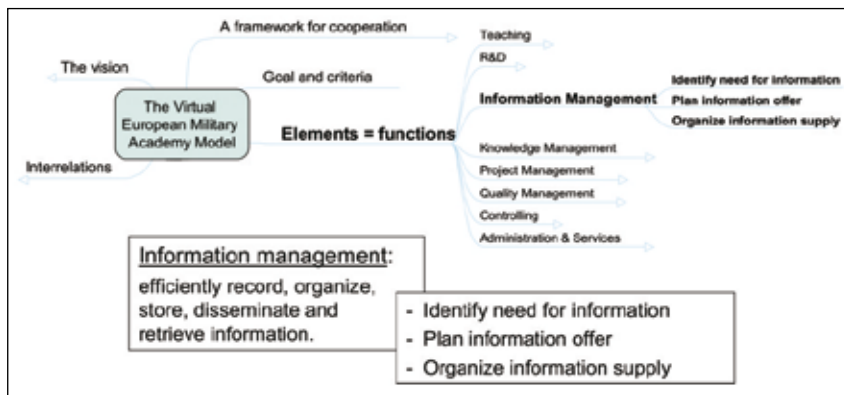 A framework for cooperation
The vision
Goal and criteria
The Virtual
European Military
Academy Model
Elements = functions
Interrelations
Teaching
R&D
Information Management
Identify need for information
Plan information offer
Organize information supply
Knowledge Management
Project Management
Quality Management
Controlling
Administration & Services
Information management:
efficiently record, organize,
store, disseminate and
retrieve information.
- Identify need for information
- Plan information offer
- Organize information supply